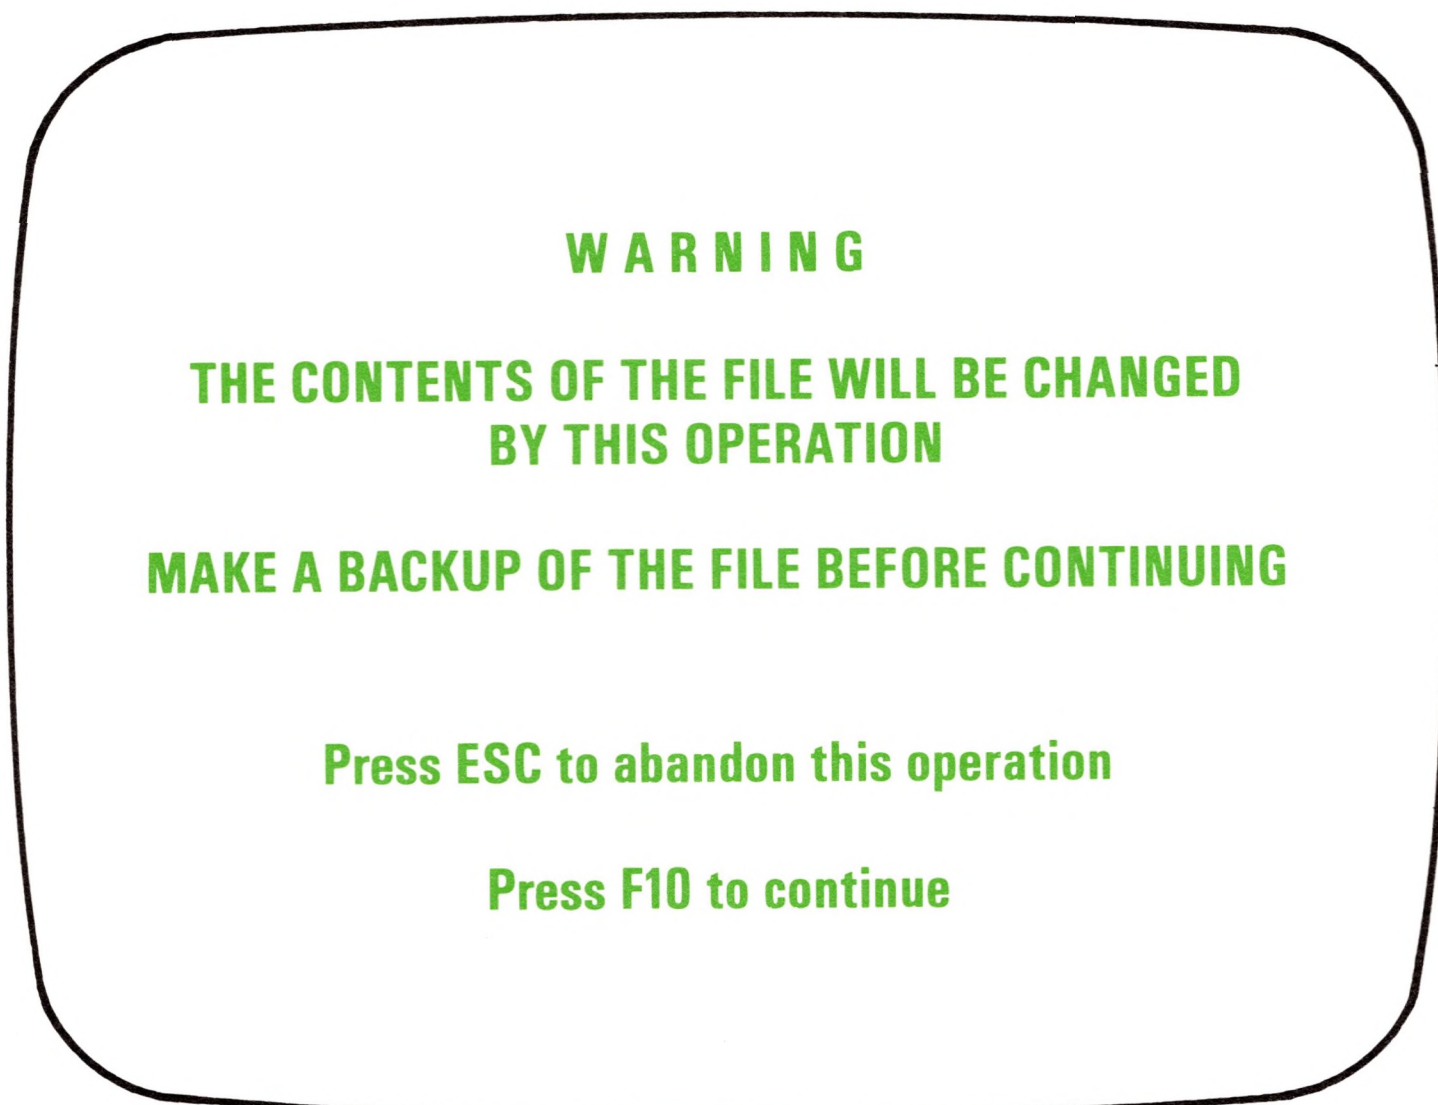 W A R N I N G
THE CONTENTS OF THE FILE WILL BE CHANGED
BY THIS OPERATION
MAKE A BACKUP OF THE FILE BEFORE CONTINUING
Press ESC to abandon this operation
Press F10 to continue